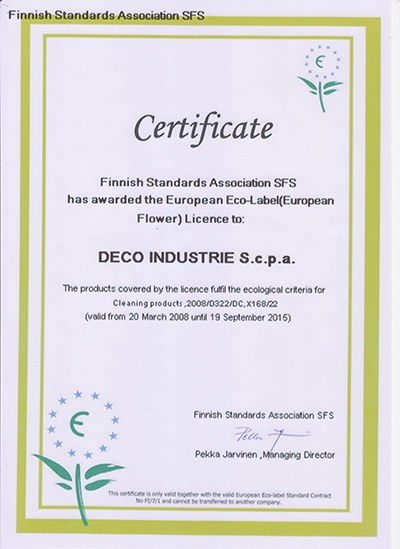 Finnish Standards Association SFS
Certificate
Finnish Standards Association SFS
has awarded the European Eco-Label(European
Flower) Licence to:
DECO INDUSTRIE S.c.p.a.
The products covered by the licence fulfil the ecological criteria for
Cleaning products ,2008/D322/DC,X168/22
(valid from 20 March 2008 until 19 September 2015)
Finnish Standards Association SFS
Pekka Jarvinen ,Managing Director
This certificate is only valid together with the valid European Eco-label Standard Contract
No FI/7/1 and cannot be transferred to another company.